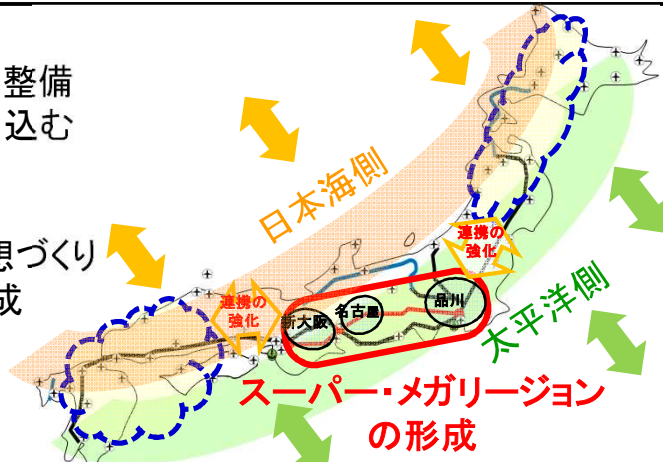 整備
込む
想づくり
成
日本海側
連携の
強化
連携の
強化
新大阪
名古屋
品川
太平洋側
スーパー・メガリージョン
の形成